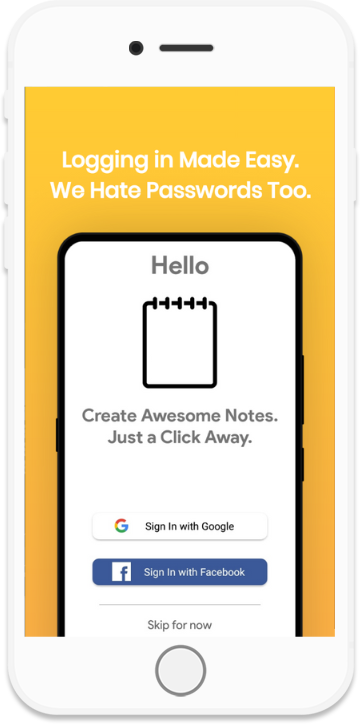 Logging in Made Easy.
We Hate Passwords Too.
Hello
Create Awesome Notes.
Just a Click Away.
Sign In with Google
Sign In with Facebook
Skip for now